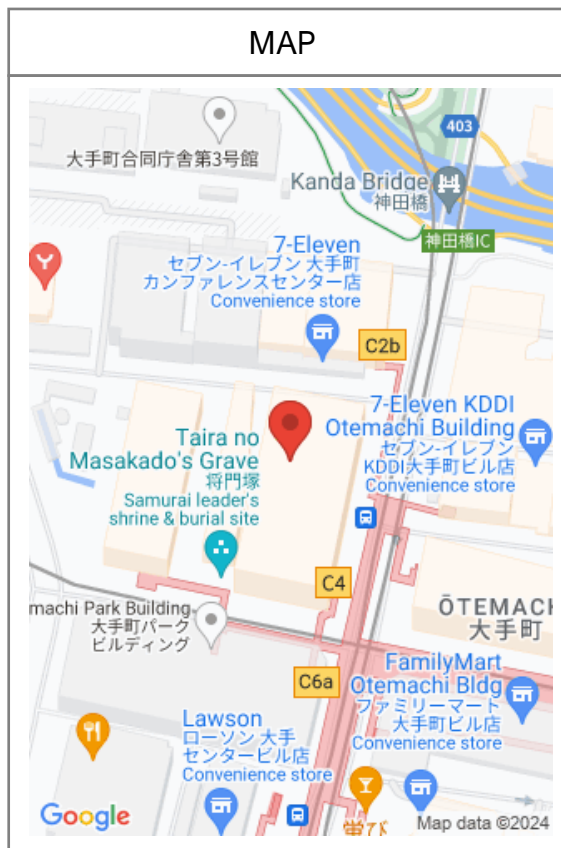 MAP
403
大手町合同庁舎第3号館
Kanda Bridge
神田橋
神田橋IC
7-Eleven
セブン-イレブン 大手町
カンファレンスセンター店
Convenience store
C2b
7-Eleven KDDI
Otemachi Building
セブン-イレブン
KDDI大手町ビル店
Convenience store
Taira no
Masakado's Grave
将門塚
Samurai leader's
shrine & burial site
C4
machi Park Building
大手町パーク
ビルディング
ŌTEMACH
大手町
C6a
FamilyMart
Otemachi Bldg
ファミリーマート
大手町ビル店
Convenience store
Lawson
ローソン 大手
センタービル店
Convenience store
Google
Map data ©2024